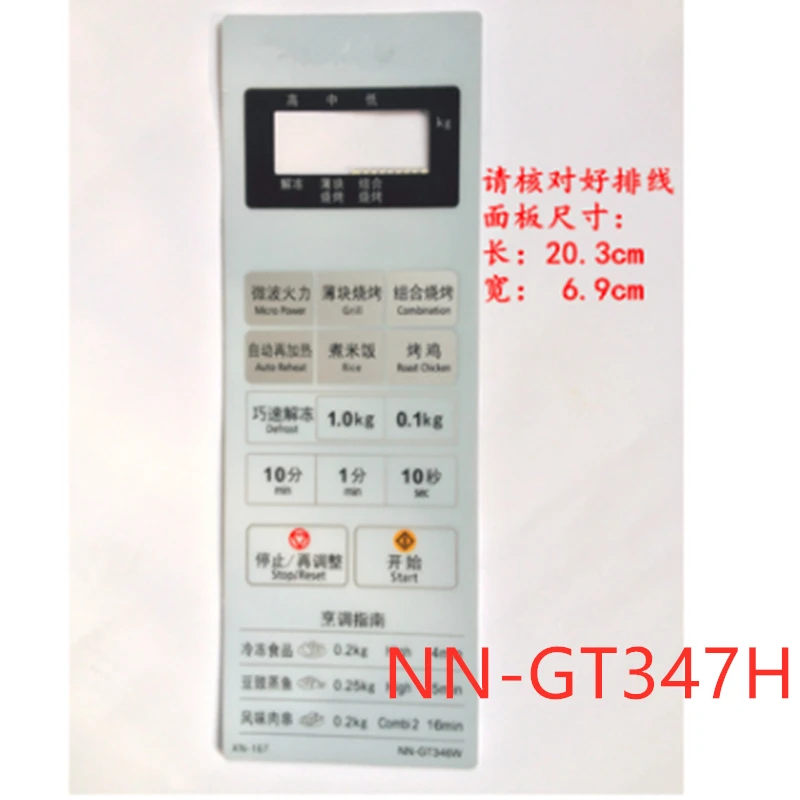 高 中 低
kg
解冻 薄块烧烤 组合烧烤
请核对好排线
面板尺寸:
长: 20.3cm
宽: 6.9cm
微波火力 薄块烧烤 组合烧烤
Micro Power Grill Combination
自动再加热 煮米饭 烤鸡
Auto Reheat Rice Roast Chicken
巧速解冻 1.0kg 0.1kg
Defrost
10分 1分 10秒
min min sec
停止/再调整 开始
Stop/Reset Start
烹调指南
冷冻食品 0.2kg
豆豉蒸鱼 0.25kg
风味肉串 0.2kg Combi 2 16min
NN-GT347H
XN-167 NN-GT346W